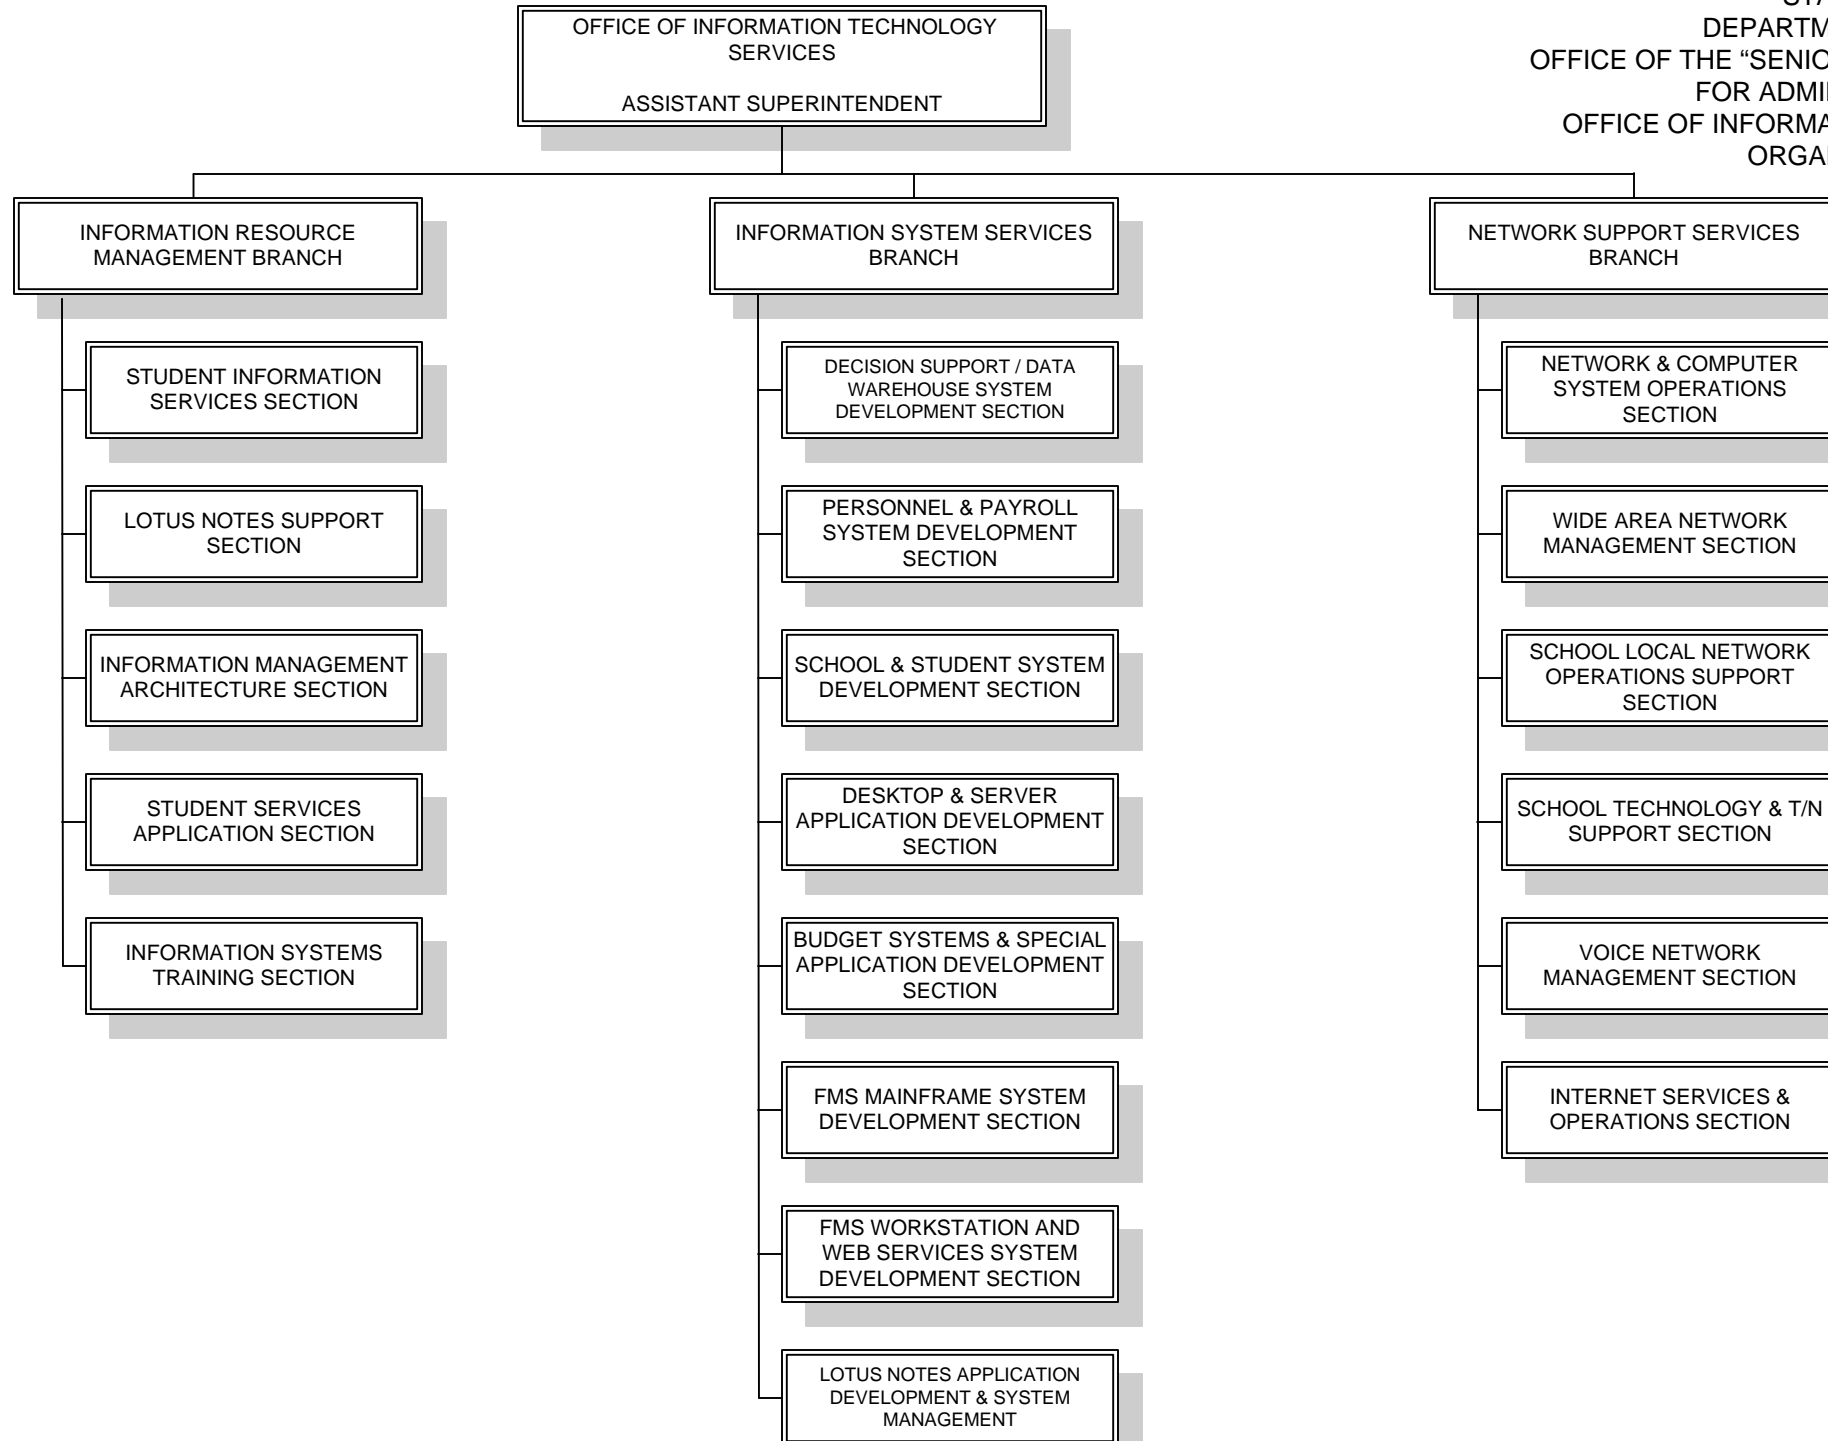 OFFICE OF INFORMATION TECHNOLOGY
SERVICES
ASSISTANT SUPERINTENDENT
OFFICE OF THE
FOR
OFFICE OF
INFORMATION RESOURCE
MANAGEMENT BRANCH
STUDENT INFORMATION
SERVICES SECTION
LOTUS NOTES SUPPORT
SECTION
INFORMATION MANAGEMENT
ARCHITECTURE SECTION
STUDENT SERVICES
APPLICATION SECTION
INFORMATION SYSTEMS
TRAINING SECTION
INFORMATION SYSTEM SERVICES
BRANCH
DECISION SUPPORT / DATA
WAREHOUSE SYSTEM
DEVELOPMENT SECTION
PERSONNEL & PAYROLL
SYSTEM DEVELOPMENT
SECTION
SCHOOL & STUDENT SYSTEM
DEVELOPMENT SECTION
DESKTOP & SERVER
APPLICATION DEVELOPMENT
SECTION
BUDGET SYSTEMS & SPECIAL
APPLICATION DEVELOPMENT
SECTION
FMS MAINFRAME SYSTEM
DEVELOPMENT SECTION
FMS WORKSTATION AND
WEB SERVICES SYSTEM
DEVELOPMENT SECTION
LOTUS NOTES APPLICATION
DEVELOPMENT & SYSTEM
MANAGEMENT
NETWORK SUPPORT SERVICES
BRANCH
NETWORK & COMPUTER
SYSTEM OPERATIONS
SECTION
WIDE AREA NETWORK
MANAGEMENT SECTION
SCHOOL LOCAL NETWORK
OPERATIONS SUPPORT
SECTION
SCHOOL TECHNOLOGY & T/N
SUPPORT SECTION
VOICE NETWORK
MANAGEMENT SECTION
INTERNET SERVICES &
OPERATIONS SECTION